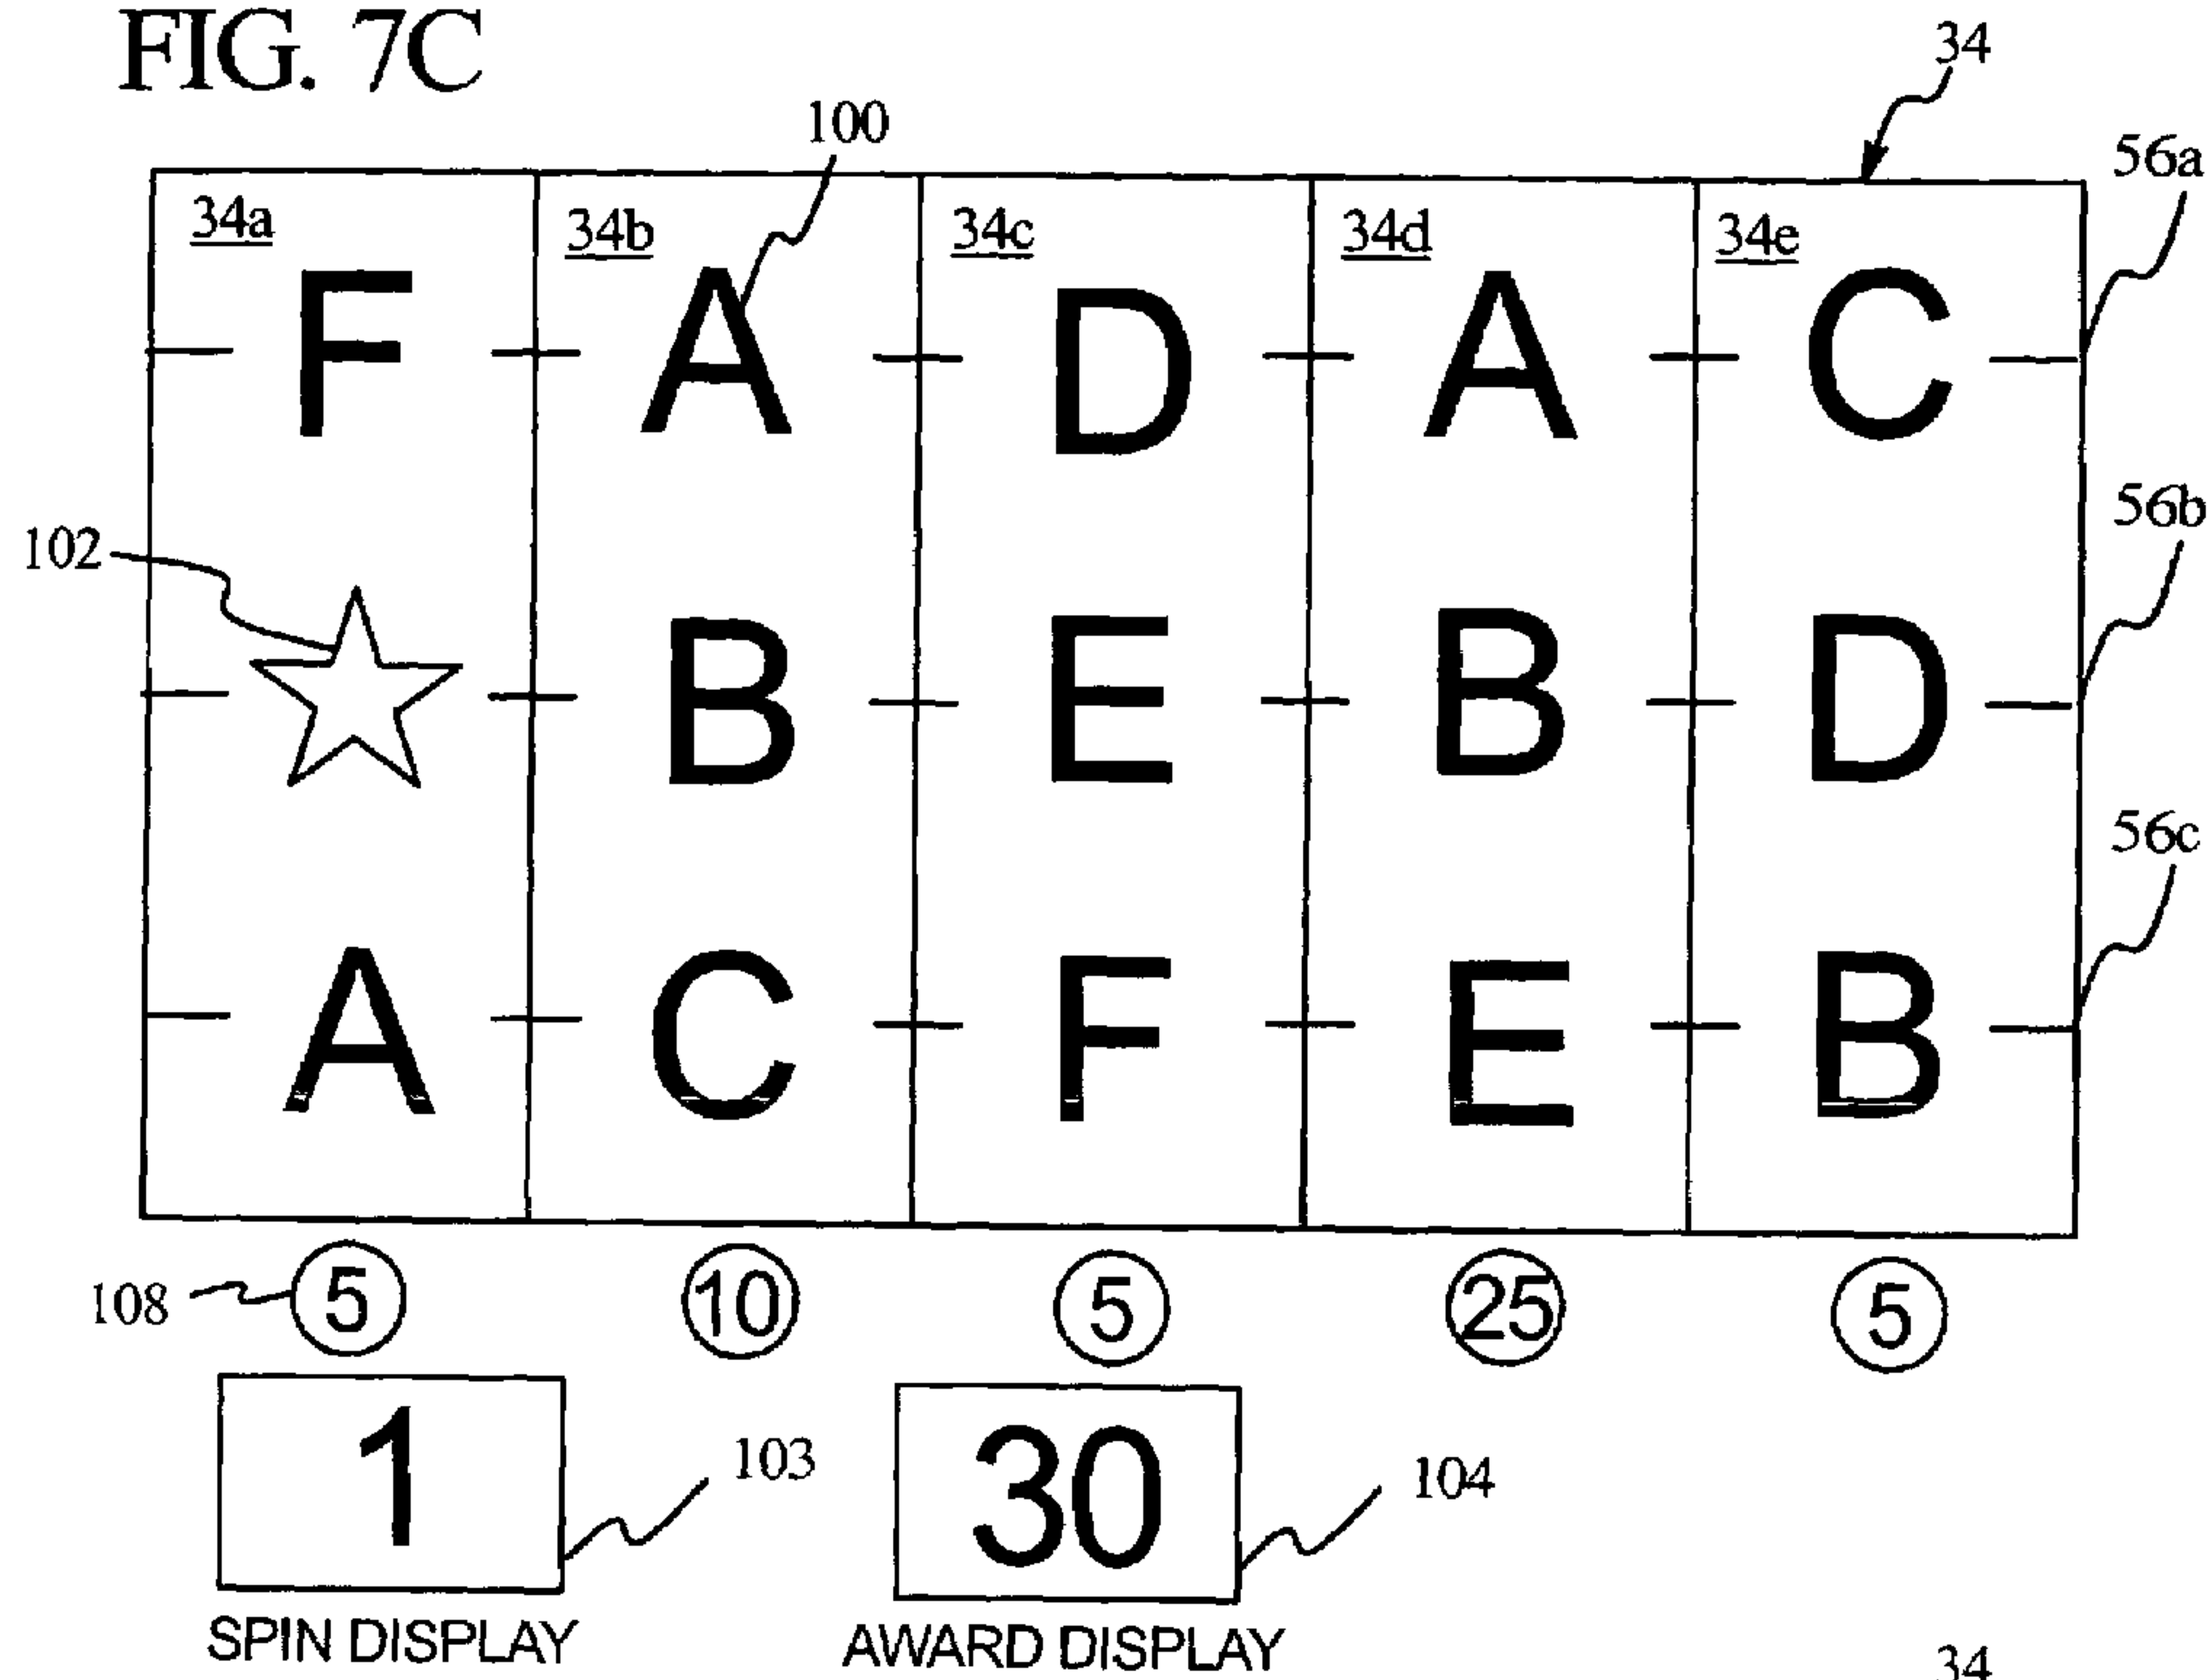 FIG. 7C
34
100
56a
34a 34b 34c 34d 34e
F A D A C
56b
102
B E B D
56c
A C F E B
108 5 10 5 25 5
1 103 30 104
SPIN DISPLAY AWARD DISPLAY
34